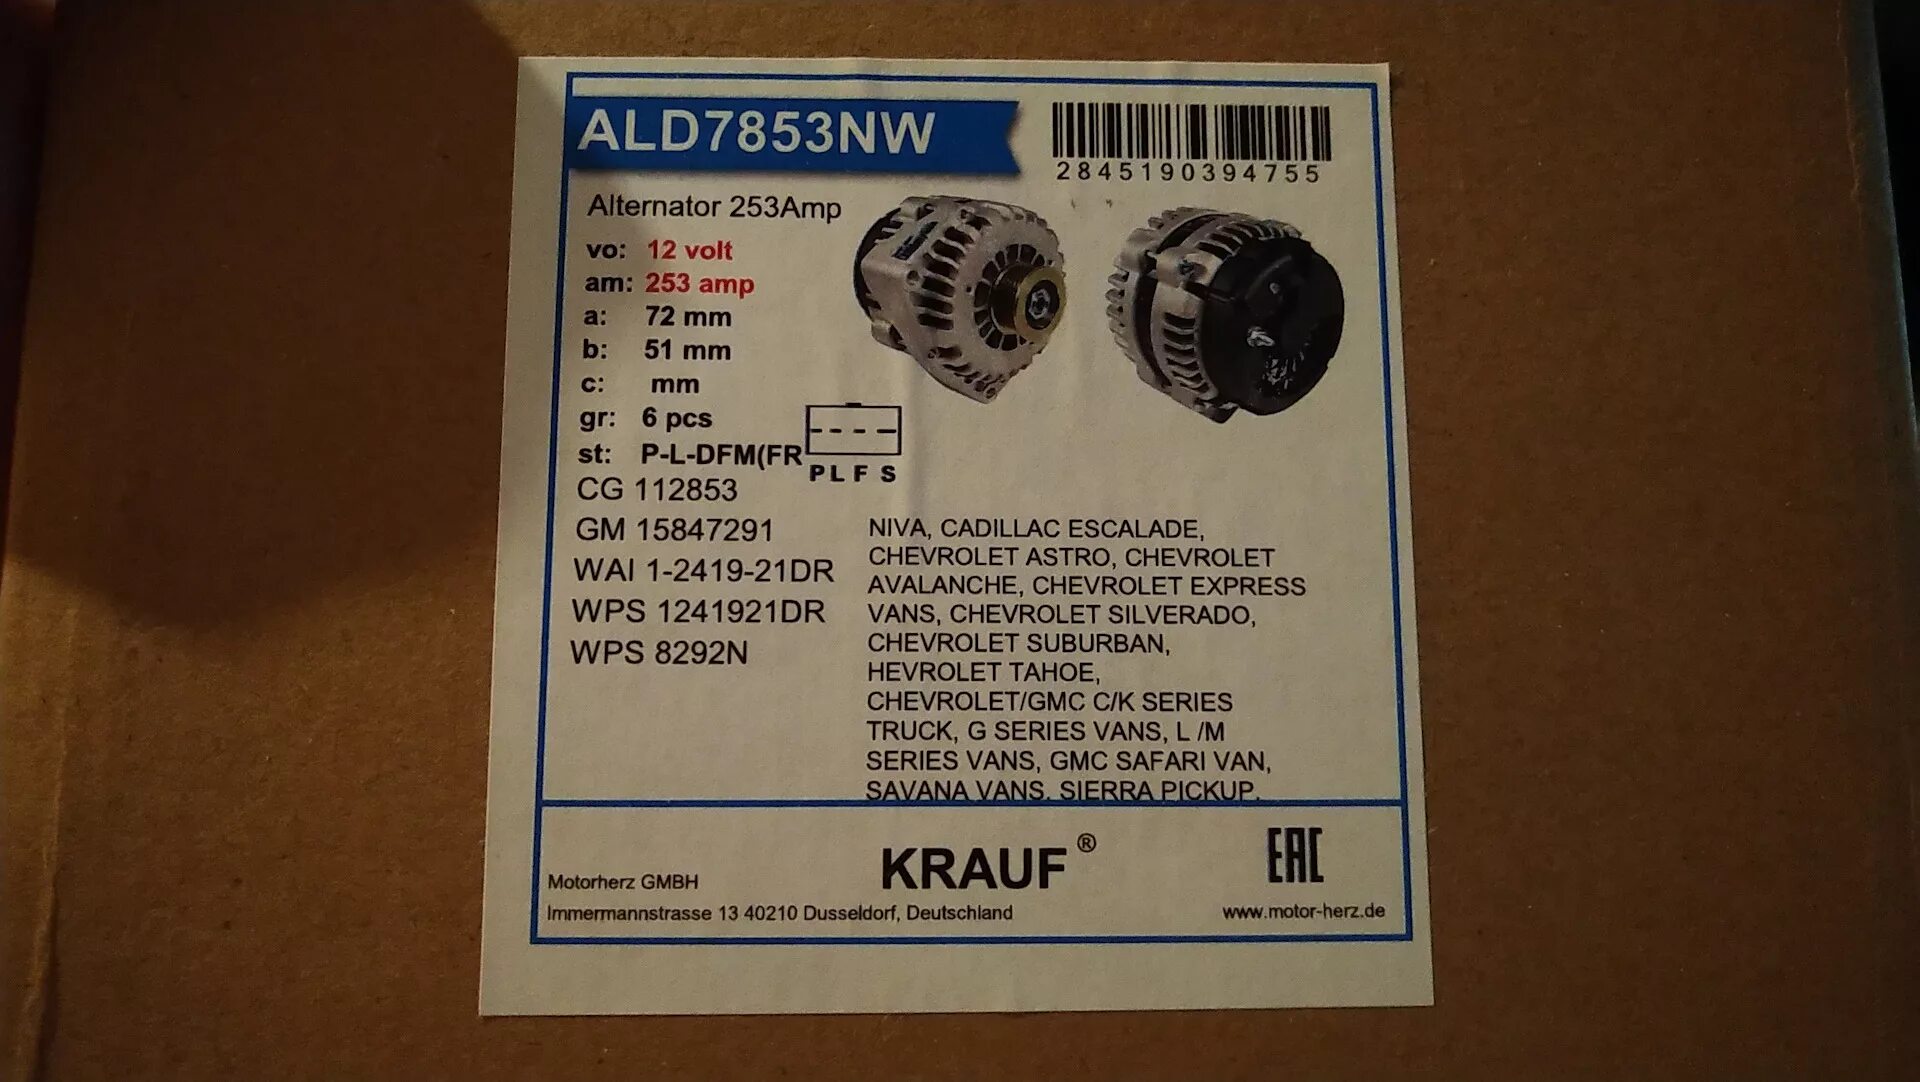 ALD7853NW
2845190394755
Alternator 253Amp
vo: 12 volt
am: 253 amp
a: 72 mm
b: 51 mm
c: mm
gr: 6 pcs
st: P-L-DFM(FR
P L F S
CG 112853
GM 15847291
WAI 1-2419-21DR
WPS 1241921DR
WPS 8292N
NIVA, CADILLAC ESCALADE,
CHEVROLET ASTRO, CHEVROLET
AVALANCHE, CHEVROLET EXPRESS
VANS, CHEVROLET SILVERADO,
CHEVROLET SUBURBAN,
HEVROLET TAHOE,
CHEVROLET/GMC C/K SERIES
TRUCK, G SERIES VANS, L /M
SERIES VANS, GMC SAFARI VAN,
SAVANA VANS, SIERRA PICKUP,
KRAUF®
EAC
Motorherz GMBH
Immermannstrasse 13 40210 Dusseldorf, Deutschland
www.motor-herz.de